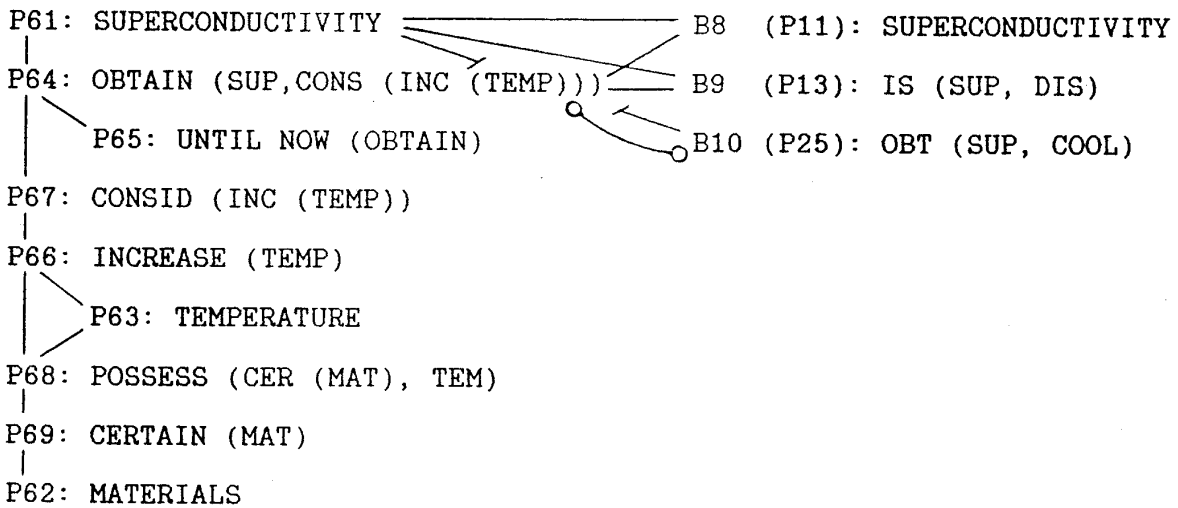 P61: SUPERCONDUCTIVITY B8 (P11): SUPERCONDUCTIVITY
P64: OBTAIN (SUP,CONS (INC (TEMP))) B9 (P13): IS (SUP, DIS)
P65: UNTIL NOW (OBTAIN) B10 (P25): OBT (SUP, COOL)
P67: CONSID (INC (TEMP))
P66: INCREASE (TEMP)
P63: TEMPERATURE
P68: POSSESS (CER (MAT), TEM)
P69: CERTAIN (MAT)
P62: MATERIALS